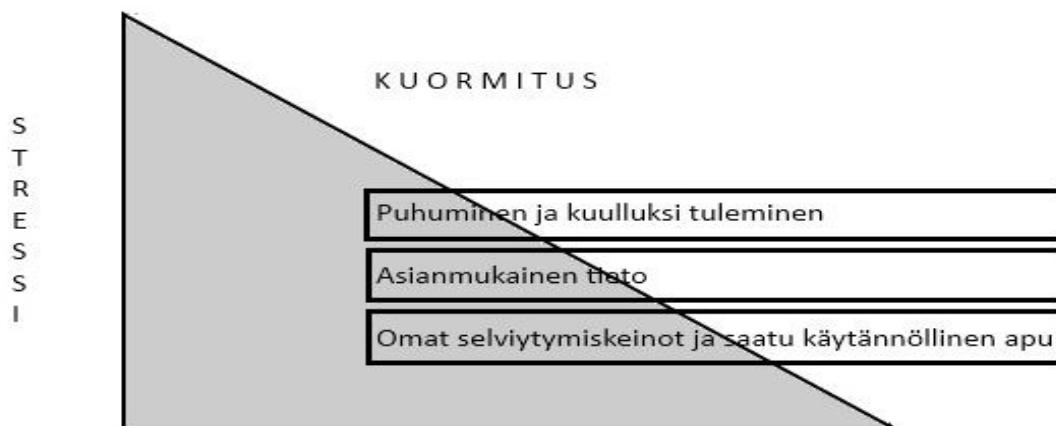 KUORMITUS
STRESSI
Puhuminen ja kuulluksi tuleminen
Asianmukainen tieto
Omat selviytymiskeinot ja saatu käytännöllinen apu